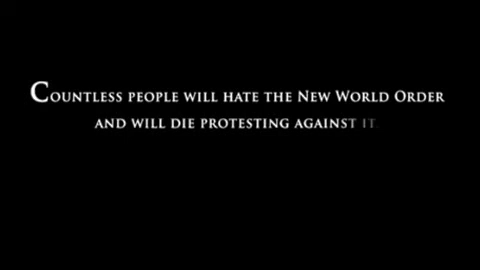 Countless people will hate the New World Order
and will die protesting against it.